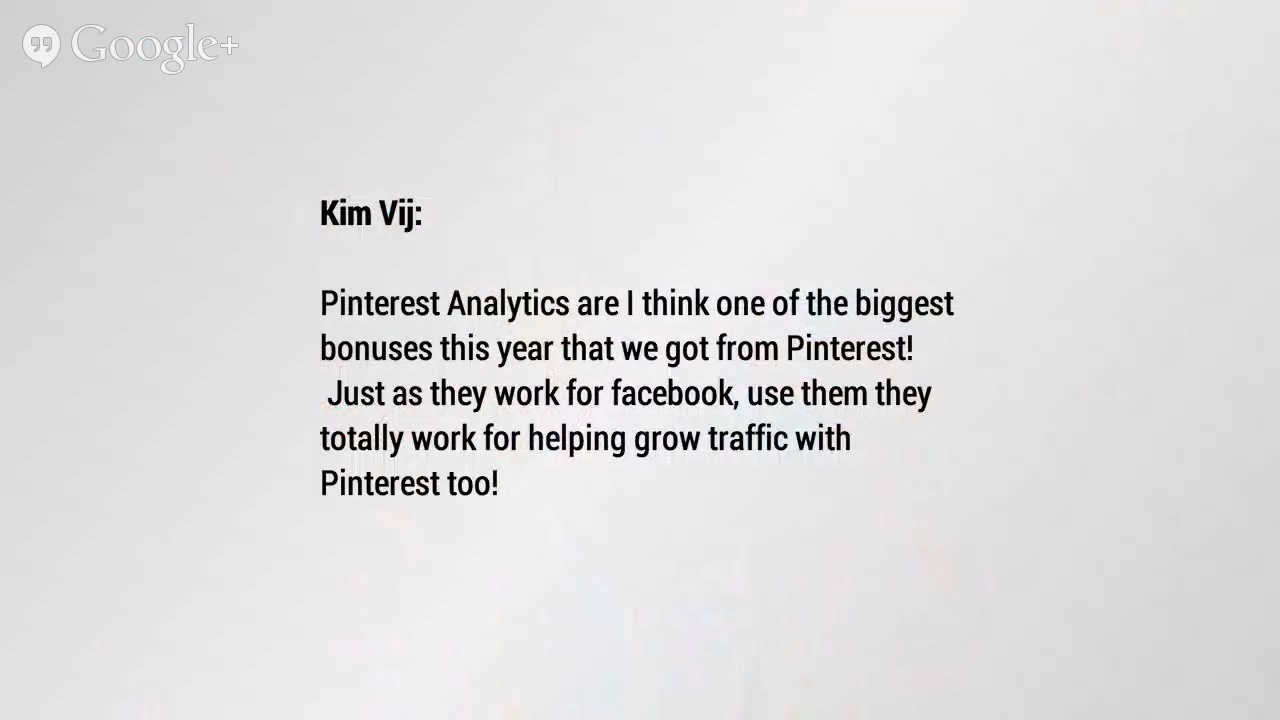 Google+
Kim Vij:
Pinterest Analytics are I think one of the biggest
bonuses this year that we got from Pinterest!
Just as they work for facebook, use them they
totally work for helping grow traffic with
Pinterest too!